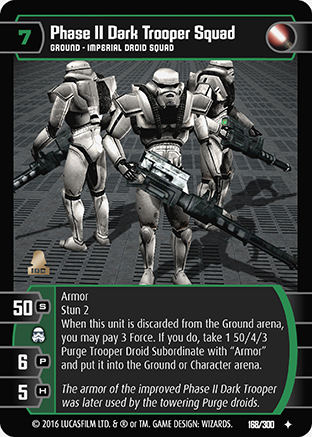 7 Phase II Dark Trooper Squad
GROUND - IMPERIAL DROID SQUAD
50 S
6 P
5 H
Armor
Stun 2
When this unit is discarded from the Ground arena,
you may pay 3 Force. If you do, take 1 50/4/3
Purge Trooper Droid Subordinate with "Armor"
and put it into the Ground or Character arena.
The armor of the improved Phase II Dark Trooper
was later used by the towering Purge droids.
© 2016 LUCASFILM LTD. & ® or TM. GAME DESIGN: WIZARDS. 168/300